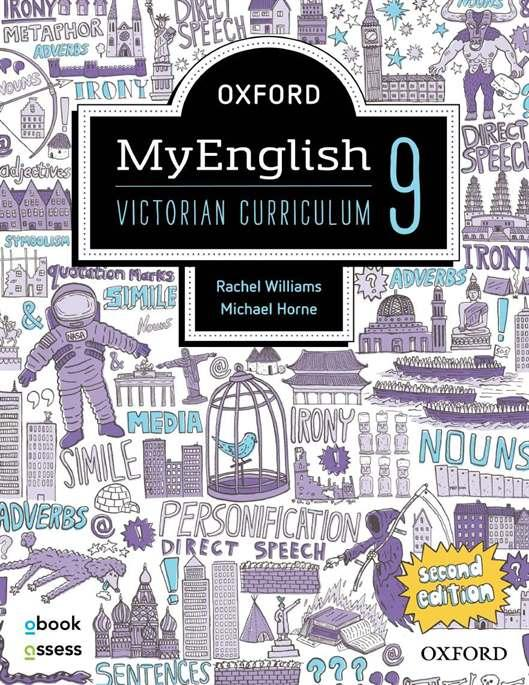 IRONY
METAPHOR
ADVERBS
DIRECT
SPEECH
NOUNS
IRONY
NOUNS
adjectives
DIRECT
SPEECH
OXFORD
MyEnglish
VICTORIAN CURRICULUM
9
Rachel Williams
Michael Horne
SYMBOLISM
quotation marks
SIMILE
&
Nouns
NASA
IRONY
ADVERBS
SOS
&
MEDIA
SIMILE
IRONY
NOUNS
ADVERBS
@
PERSONIFICATION
DIRECT SPEECH
@
second
edition
obook
assess
SENTENCES
???
OXFORD